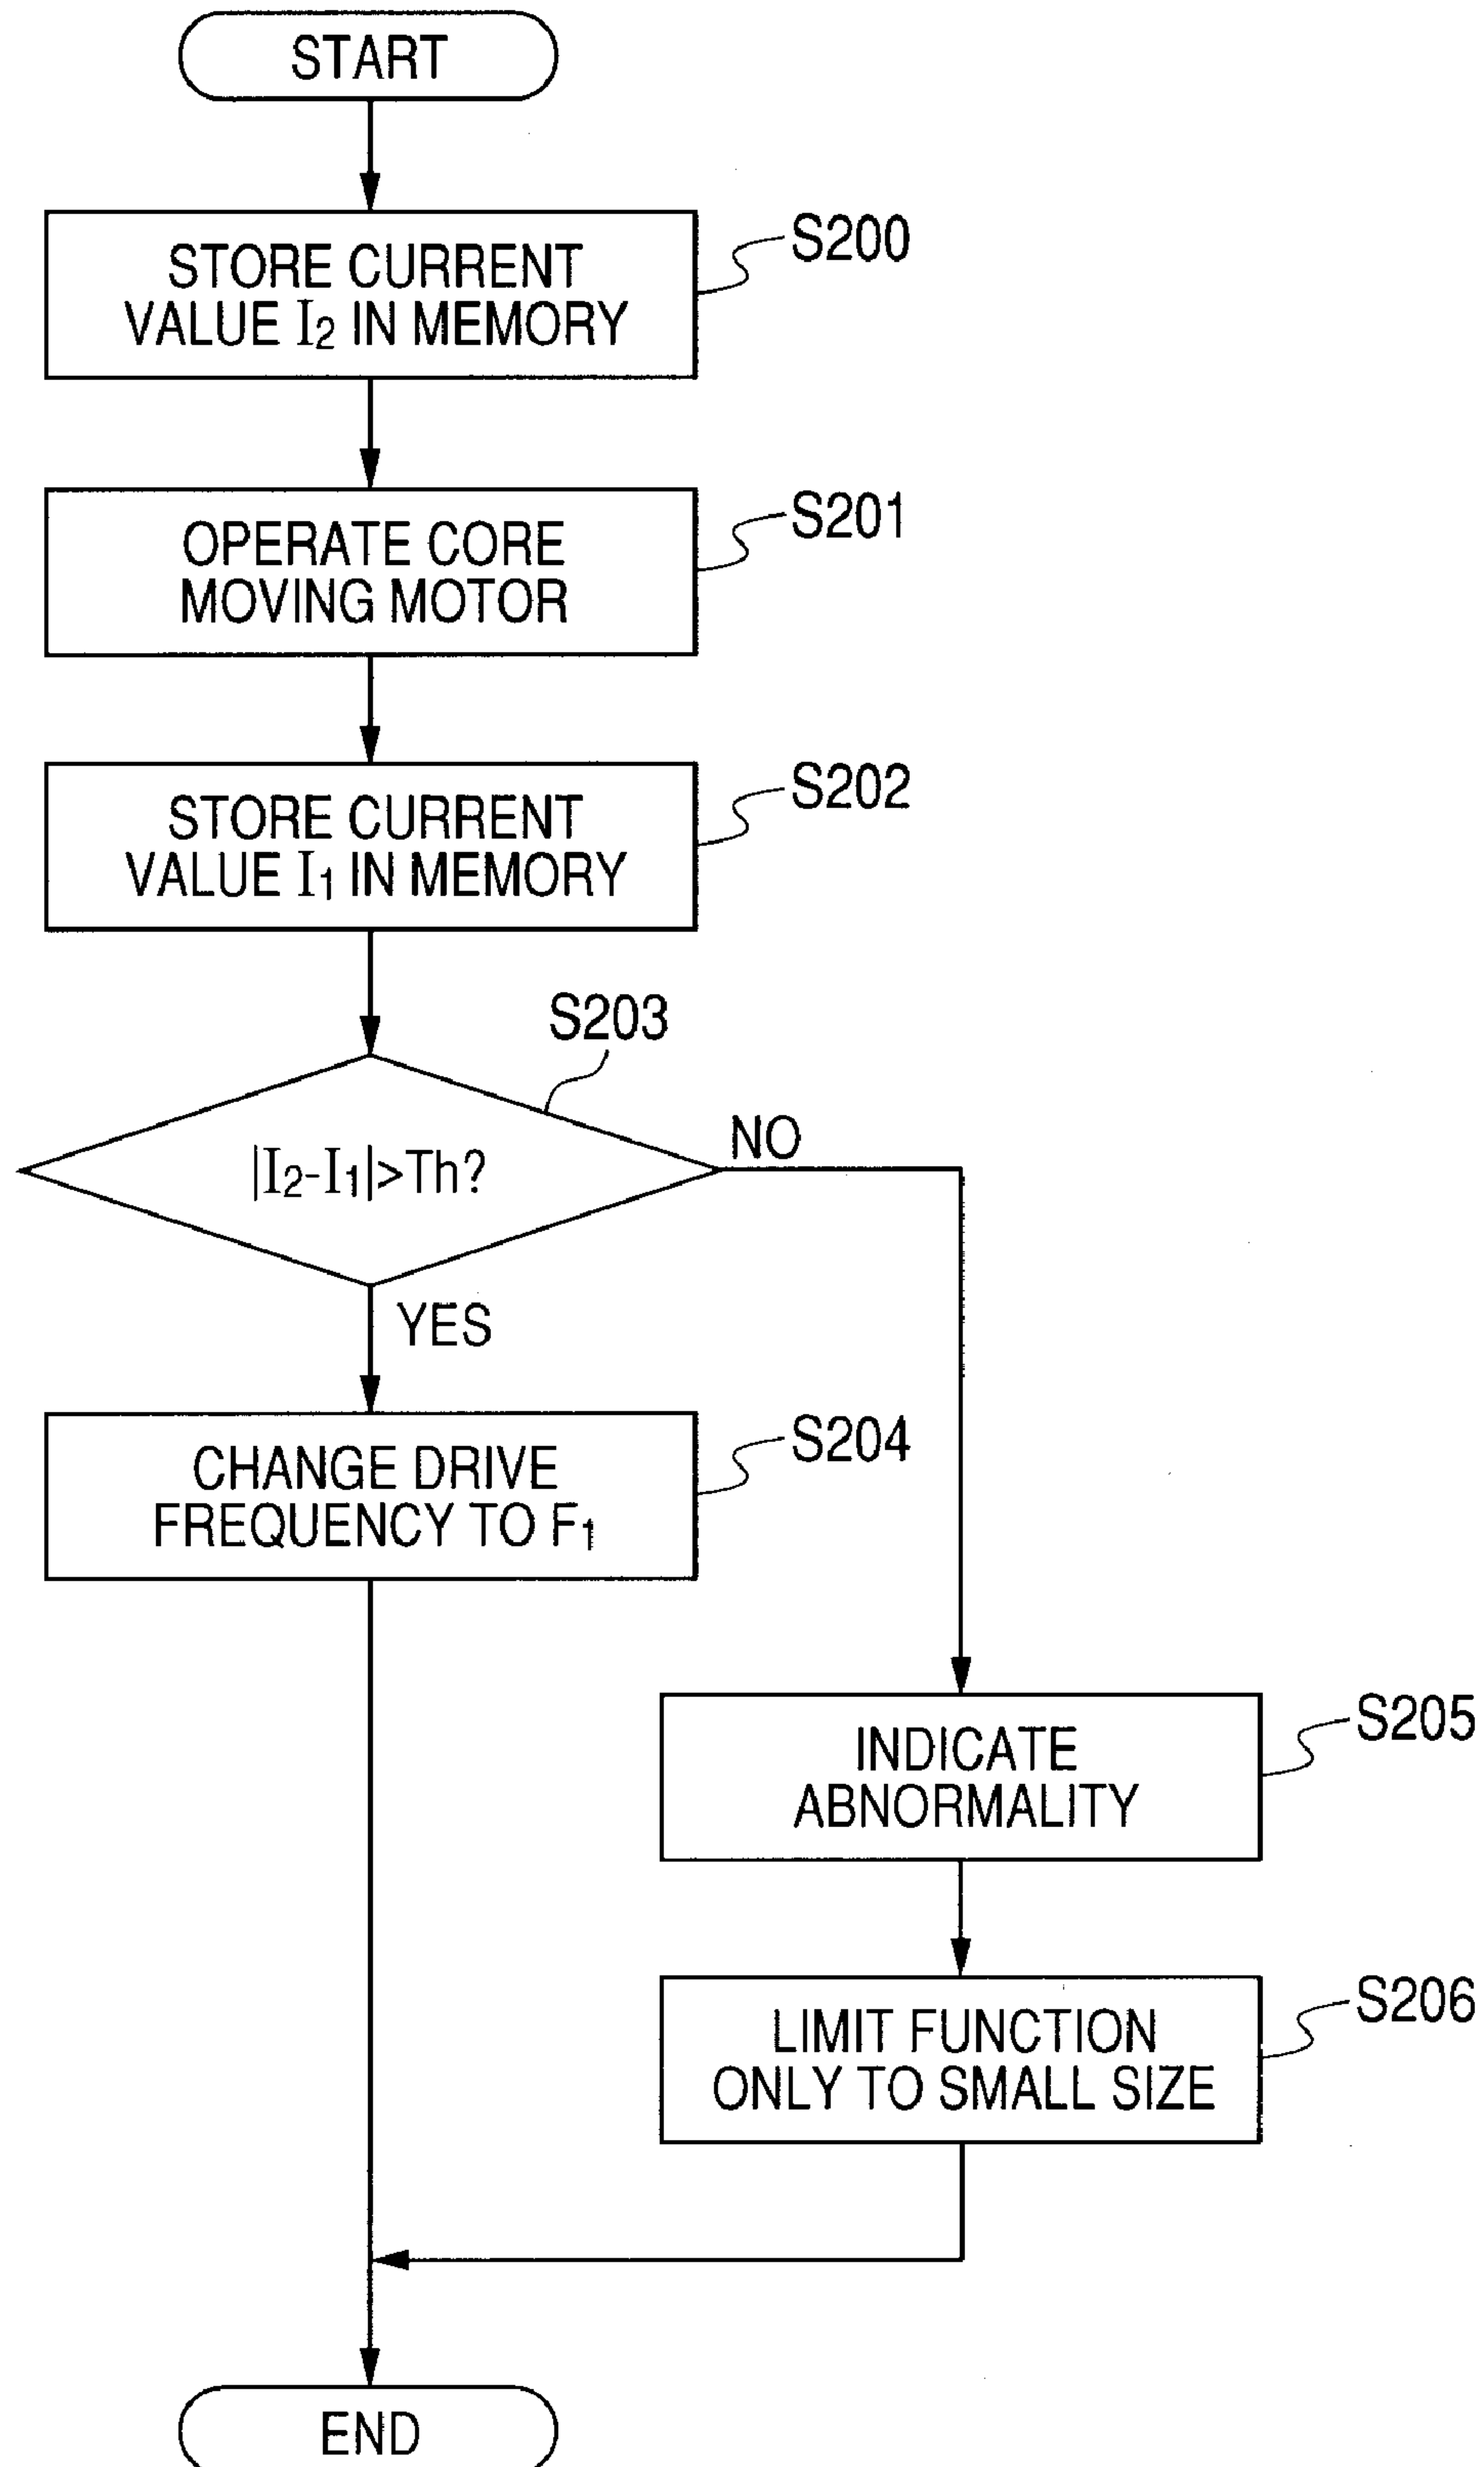 START
STORE CURRENT
VALUE I2 IN MEMORY
S200
OPERATE CORE
MOVING MOTOR
S201
STORE CURRENT
VALUE I1 IN MEMORY
S202
S203
|I2-I1|>Th?
NO
YES
CHANGE DRIVE
FREQUENCY TO F1
S204
INDICATE
ABNORMALITY
S205
LIMIT FUNCTION
ONLY TO SMALL SIZE
S206
END